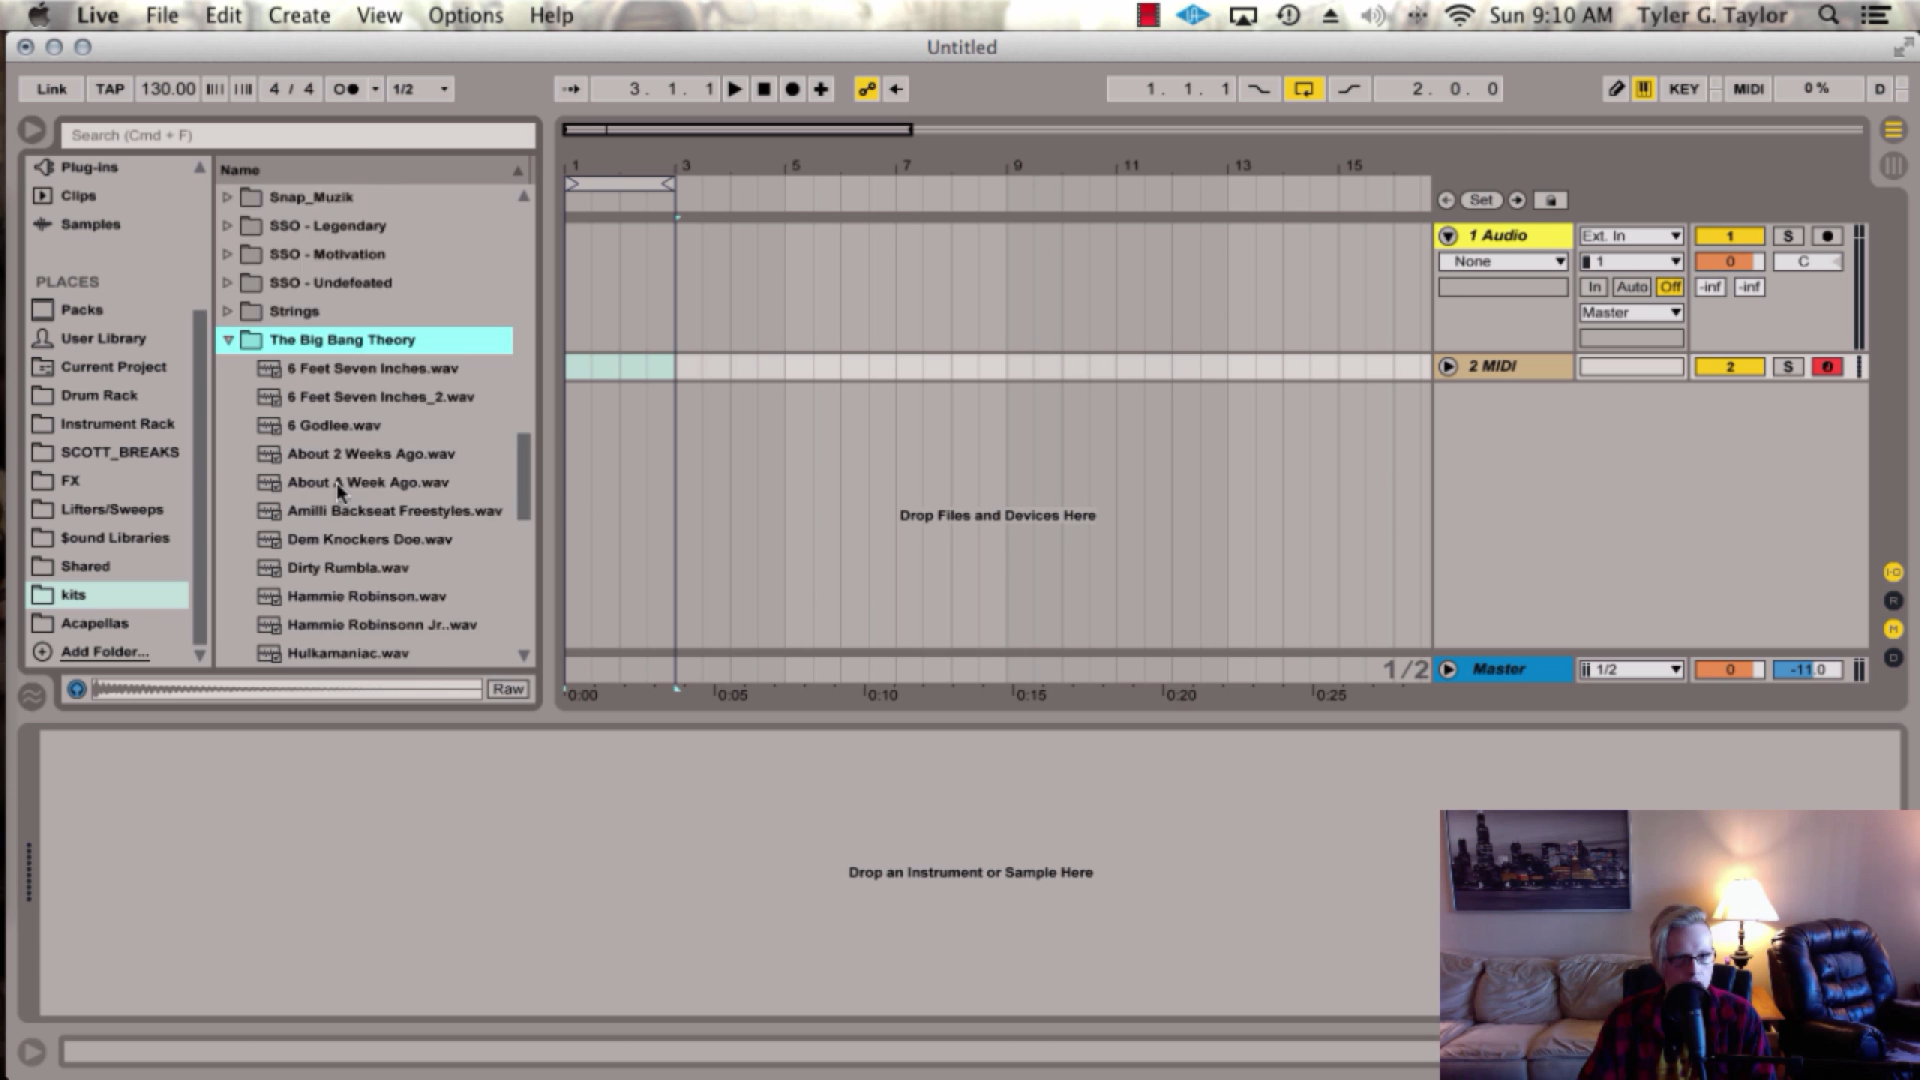 Live File Edit Create View Options Help Sun 9:10 AM Tyler G. Taylor
Untitled
Link TAP 130.00 4 / 4 1/2 3. 1. 1 1. 1. 1 2. 0. 0 KEY MIDI 0 % D
Search (Cmd + F)
Plug-ins
Clips
Samples
PLACES
Packs
User Library
Current Project
Drum Rack
Instrument Rack
SCOTT_BREAKS
FX
Lifters/Sweeps
$ound Libraries
Shared
kits
Acapellas
Add Folder...
Name
Snap_Muzik
SSO - Legendary
SSO - Motivation
SSO - Undefeated
Strings
The Big Bang Theory
6 Feet Seven Inches.wav
6 Feet Seven Inches_2.wav
6 Godlee.wav
About 2 Weeks Ago.wav
About A Week Ago.wav
Amilli Backseat Freestyles.wav
Dem Knockers Doe.wav
Dirty Rumbla.wav
Hammie Robinson.wav
Hammie Robinsonn Jr..wav
Hulkamaniac.wav
Raw
1 3 5 7 9 11 13 15
Set
1 Audio Ext. In 1 S
None 1 0 C
In Auto Off -inf -inf
Master
2 MIDI 2 S
Drop Files and Devices Here
I-O
R
M
D
1/2 Master 1/2 0 -11.0
0:00 0:05 0:10 0:15 0:20 0:25
Drop an Instrument or Sample Here